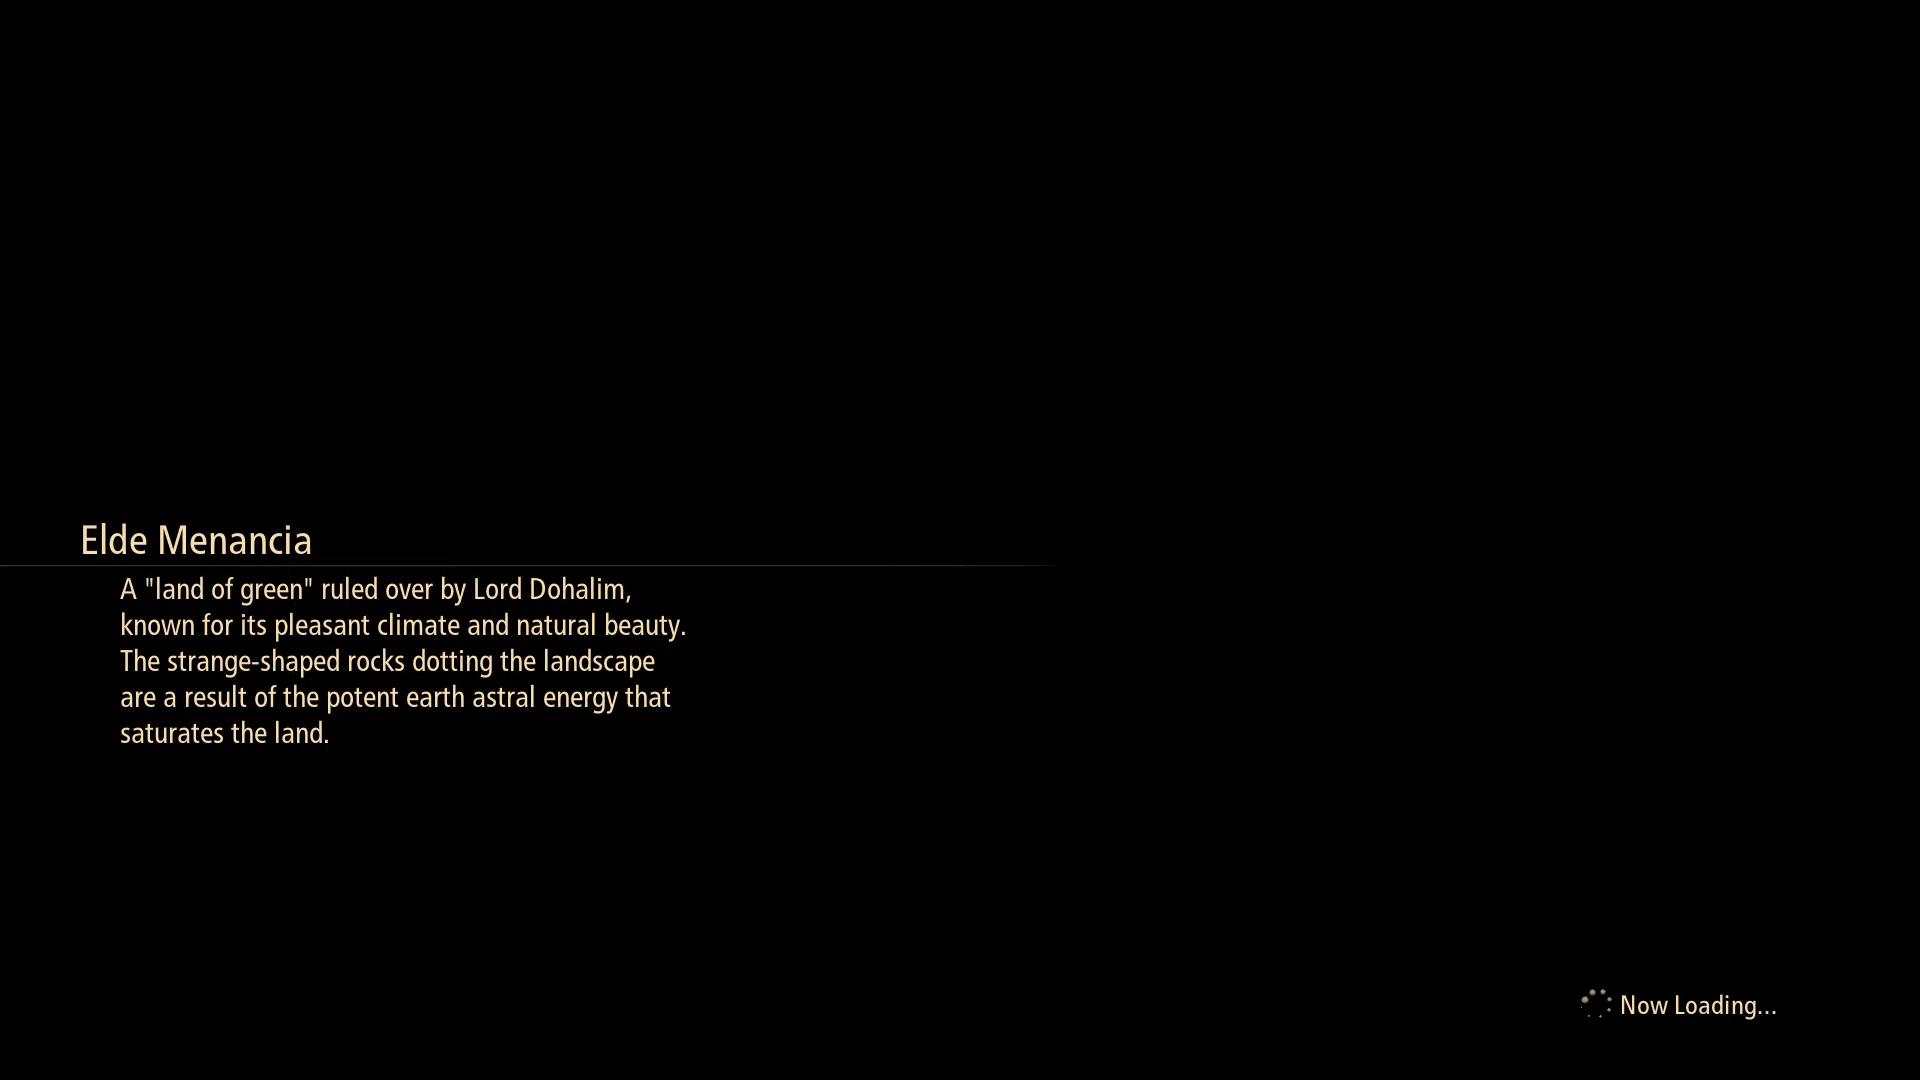 Elde Menancia
A "land of green" ruled over by Lord Dohalim,
known for its pleasant climate and natural beauty.
The strange-shaped rocks dotting the landscape
are a result of the potent earth astral energy that
saturates the land.
Now Loading...